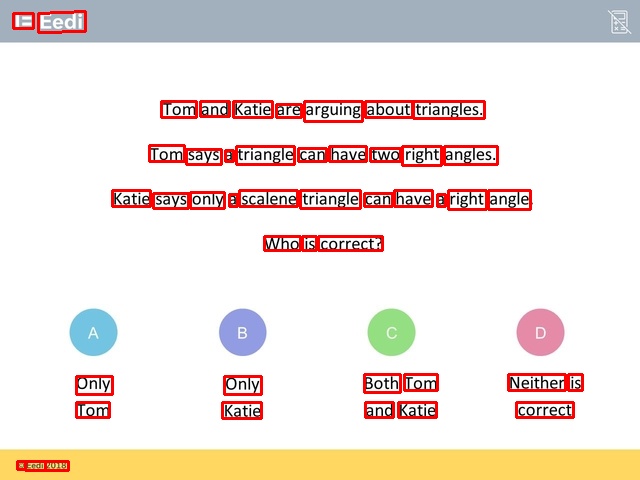 Eedi
Tom and Katie are arguing about triangles.
Tom says a triangle can have two right angles.
Katie says only a scalene triangle can have a right angle.
Who is correct?
A
B
C
D
Only
Tom
Only
Katie
Both Tom
and Katie
Neither is
correct
© Eedi 2018